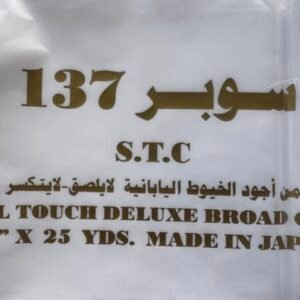 سوبر 137
S.T.C
من أجود الخيوط اليابانية لايلصق-لايتكسر
L TOUCH DELUXE BROAD
" X 25 YDS. MADE IN JAP